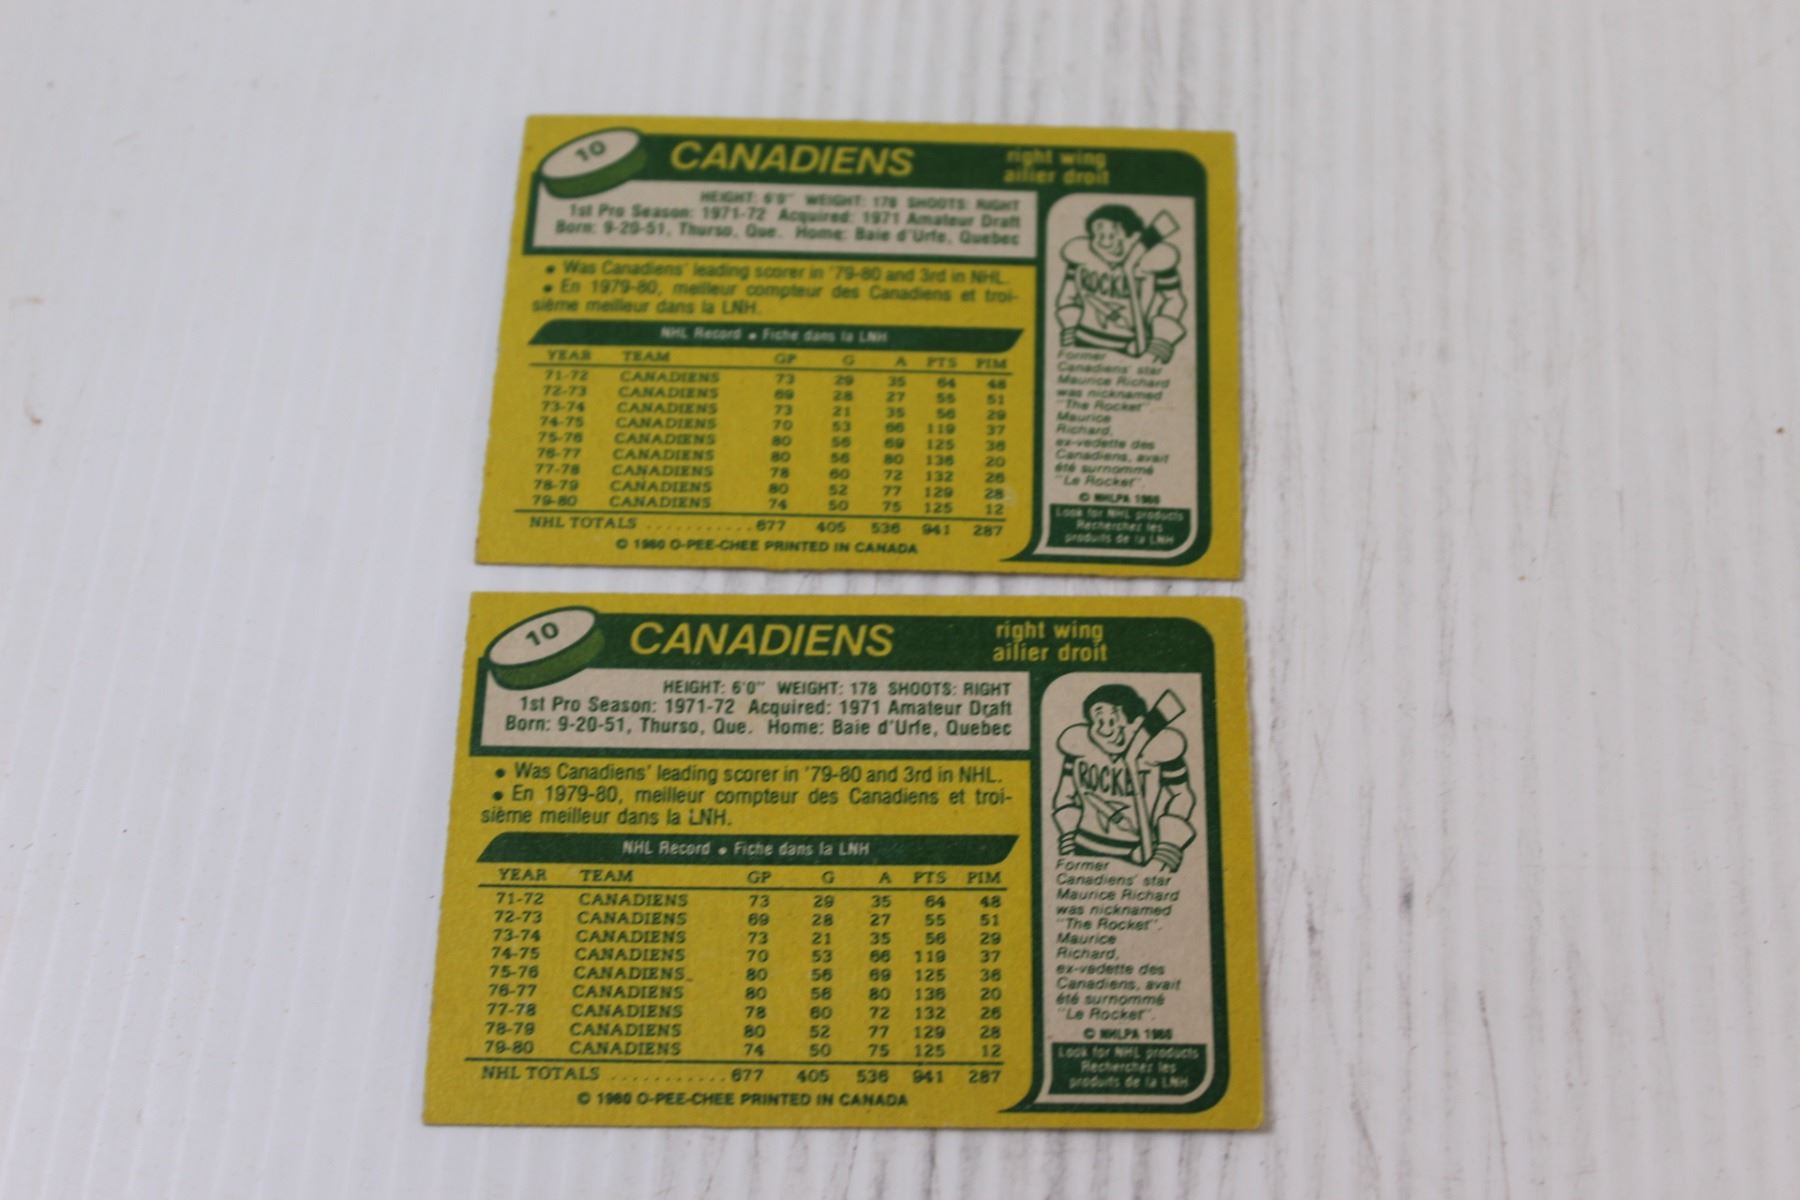 10
CANADIENS
right wing
ailier droit
HEIGHT: 6'0" WEIGHT: 178 SHOOTS: RIGHT
1st Pro Season: 1971-72 Acquired: 1971 Amateur Draft
Born: 9-20-51, Thurso, Que. Home: Baie d'Urfe, Quebec
• Was Canadiens' leading scorer in '79-80 and 3rd in NHL.
• En 1979-80, meilleur compteur des Canadiens et troi-
sième meilleur dans la LNH.
NHL Record • Fiche dans la LNH
YEAR TEAM GP G A PTS PIM
71-72 CANADIENS 73 29 35 64 48
72-73 CANADIENS 69 28 27 55 51
73-74 CANADIENS 73 21 35 56 29
74-75 CANADIENS 70 53 66 119 37
75-76 CANADIENS 80 56 69 125 36
76-77 CANADIENS 80 56 80 136 20
77-78 CANADIENS 78 60 72 132 26
78-79 CANADIENS 80 52 77 129 28
79-80 CANADIENS 74 50 75 125 12
NHL TOTALS ........... 677 405 536 941 287
© 1980 O-PEE-CHEE PRINTED IN CANADA
ROCKET
Former
Canadiens' star
Maurice Richard
was nicknamed
"The Rocket".
Maurice
Richard,
ex-vedette des
Canadiens, avait
été surnommé
"Le Rocket".
© NHLPA 1980
Look for NHL products
Recherchez les
produits de la LNH
10
CANADIENS
right wing
ailier droit
HEIGHT: 6'0" WEIGHT: 178 SHOOTS: RIGHT
1st Pro Season: 1971-72 Acquired: 1971 Amateur Draft
Born: 9-20-51, Thurso, Que. Home: Baie d'Urfe, Quebec
• Was Canadiens' leading scorer in '79-80 and 3rd in NHL.
• En 1979-80, meilleur compteur des Canadiens et troi-
sième meilleur dans la LNH.
NHL Record • Fiche dans la LNH
YEAR TEAM GP G A PTS PIM
71-72 CANADIENS 73 29 35 64 48
72-73 CANADIENS 69 28 27 55 51
73-74 CANADIENS 73 21 35 56 29
74-75 CANADIENS 70 53 66 119 37
75-76 CANADIENS 80 56 69 125 36
76-77 CANADIENS 80 56 80 136 20
77-78 CANADIENS 78 60 72 132 26
78-79 CANADIENS 80 52 77 129 28
79-80 CANADIENS 74 50 75 125 12
NHL TOTALS ........... 677 405 536 941 287
© 1980 O-PEE-CHEE PRINTED IN CANADA
ROCKET
Former
Canadiens' star
Maurice Richard
was nicknamed
"The Rocket".
Maurice
Richard,
ex-vedette des
Canadiens, avait
été surnommé
"Le Rocket".
© NHLPA 1980
Look for NHL products
Recherchez les
produits de la LNH